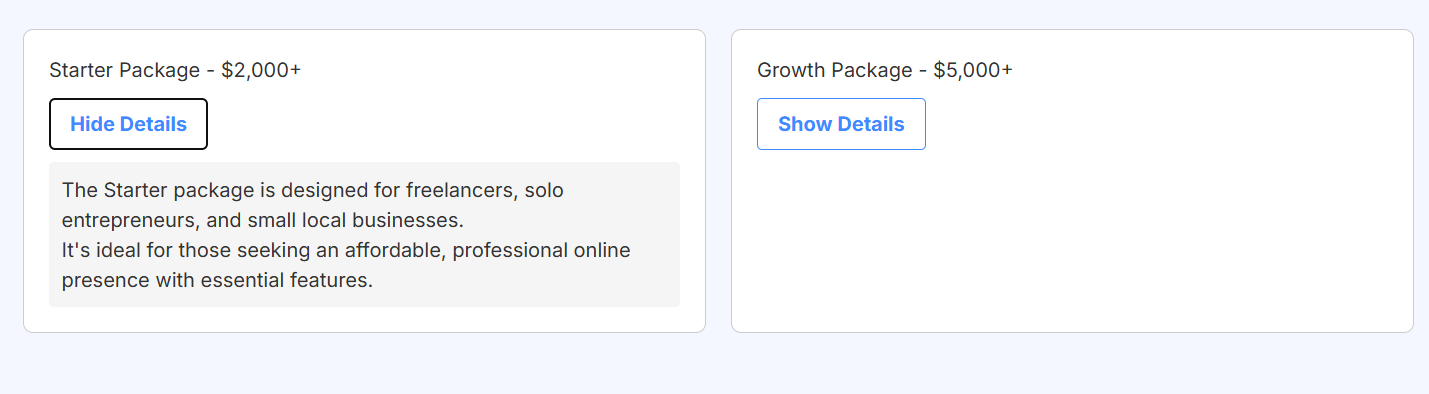 Starter Package - $2,000+
Hide Details
The Starter package is designed for freelancers, solo
entrepreneurs, and small local businesses.
It's ideal for those seeking an affordable, professional online
presence with essential features.
Growth Package - $5,000+
Show Details